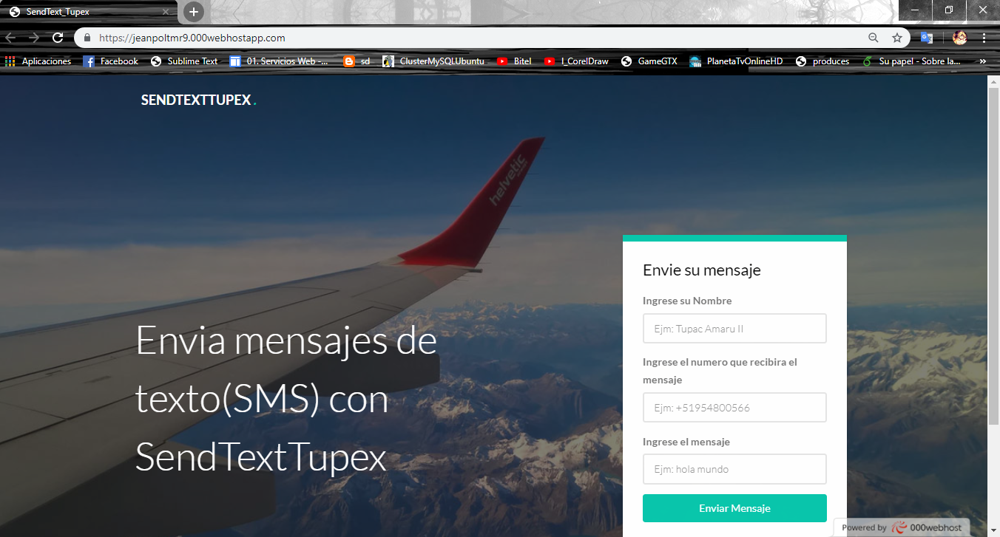 SendText_Tupex
https://jeanpoltmr9.000webhostapp.com
Aplicaciones Facebook Sublime Text 01. Servicios Web -... sd ClusterMySQLUbuntu Bitel I_CorelDraw GameGTX PlanetaTvOnlineHD produces Su papel - Sobre la... »
SENDTEXTTUPEX .
helvetic
Envia mensajes de
texto(SMS) con
SendTextTupex
Envie su mensaje
Ingrese su Nombre
Ejm: Tupac Amaru II
Ingrese el numero que recibira el
mensaje
Ejm: +51954800566
Ingrese el mensaje
Ejm: hola mundo
Enviar Mensaje
Powered by 000webhost